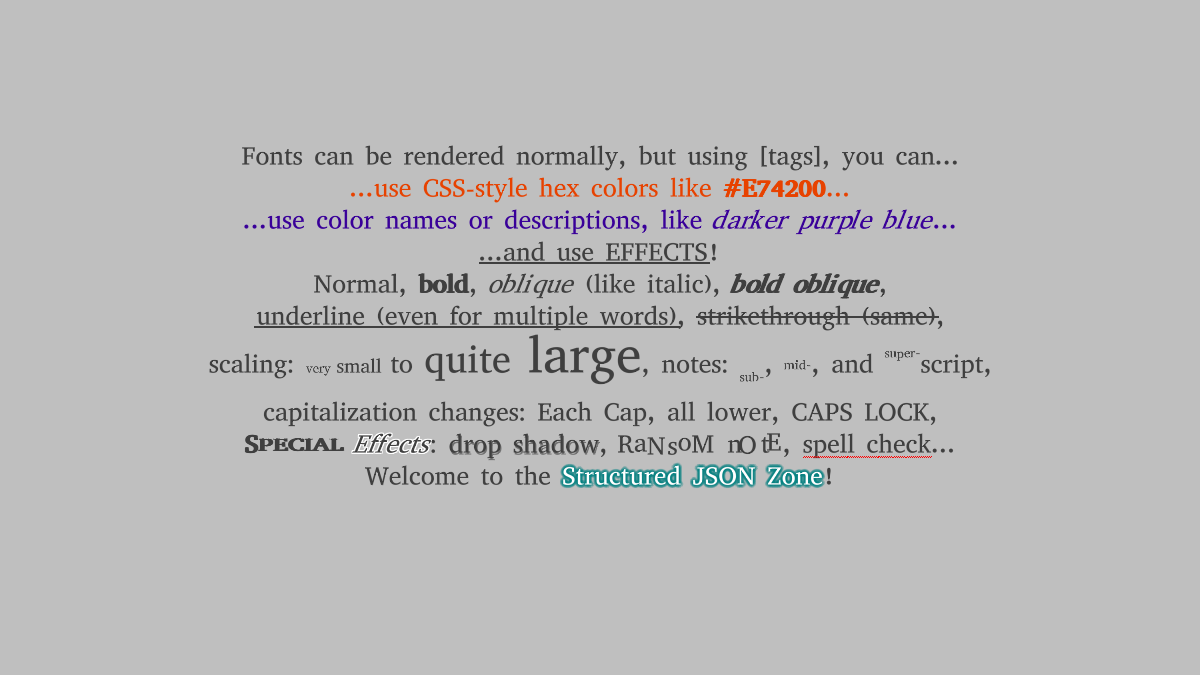 Fonts can be rendered normally, but using [tags], you can...
...use CSS-style hex colors like #E74200...
...use color names or descriptions, like darker purple blue...
...and use EFFECTS!
Normal, bold, oblique (like italic), bold oblique,
underline (even for multiple words), strikethrough (same),
scaling: very small to quite large, notes: sub-, mid-, and super-script,
capitalization changes: Each Cap, all lower, CAPS LOCK,
SPECIAL Effects: drop shadow, RaNsoM nO tE, spell check...
Welcome to the Structured JSON Zone!